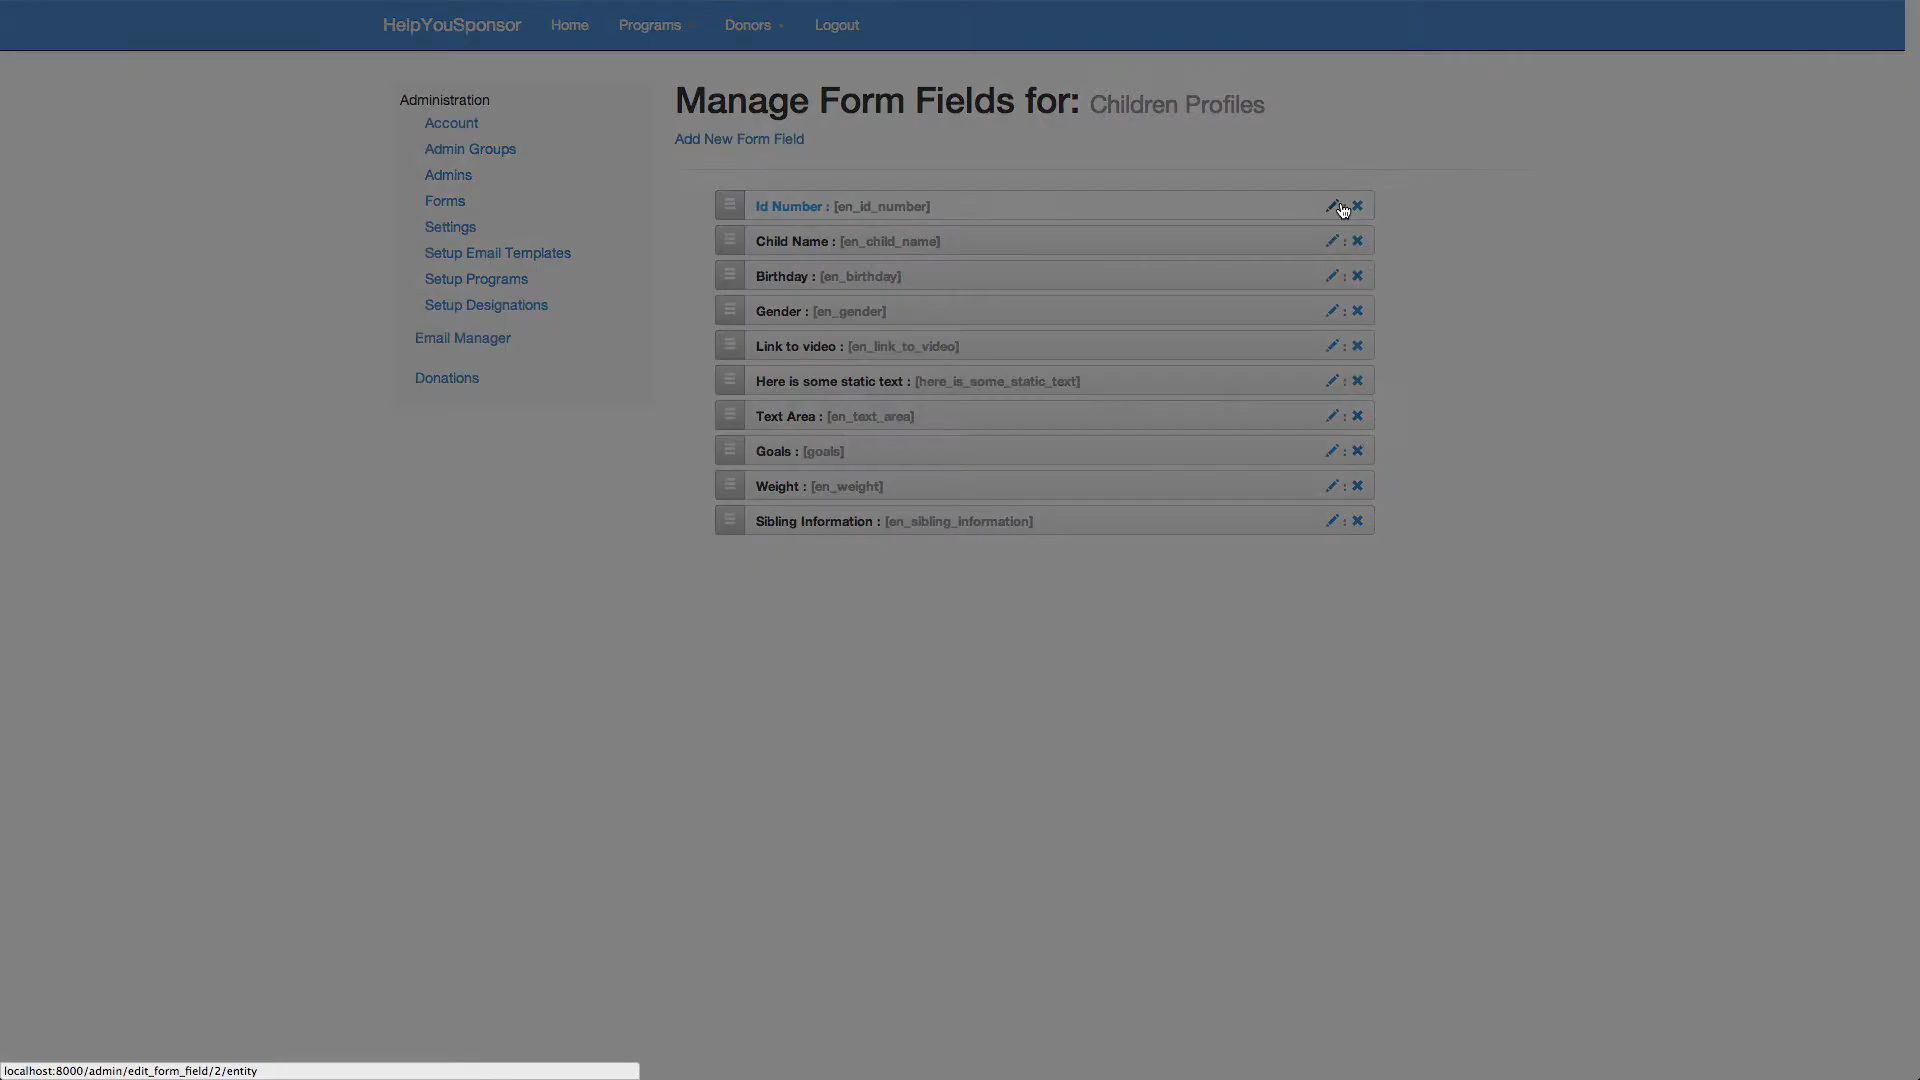 HelpYouSponsor Home Programs Donors Logout
Administration
Account
Admin Groups
Admins
Forms
Settings
Setup Email Templates
Setup Programs
Setup Designations
Email Manager
Donations
Manage Form Fields for: Children Profiles
Add New Form Field
Id Number : [en_id_number]
Child Name : [en_child_name] :
Birthday : [en_birthday] :
Gender : [en_gender] :
Link to video : [en_link_to_video] :
Here is some static text : [here_is_some_static_text] :
Text Area : [en_text_area] :
Goals : [goals] :
Weight : [en_weight] :
Sibling Information : [en_sibling_information] :
localhost:8000/admin/edit_form_field/2/entity